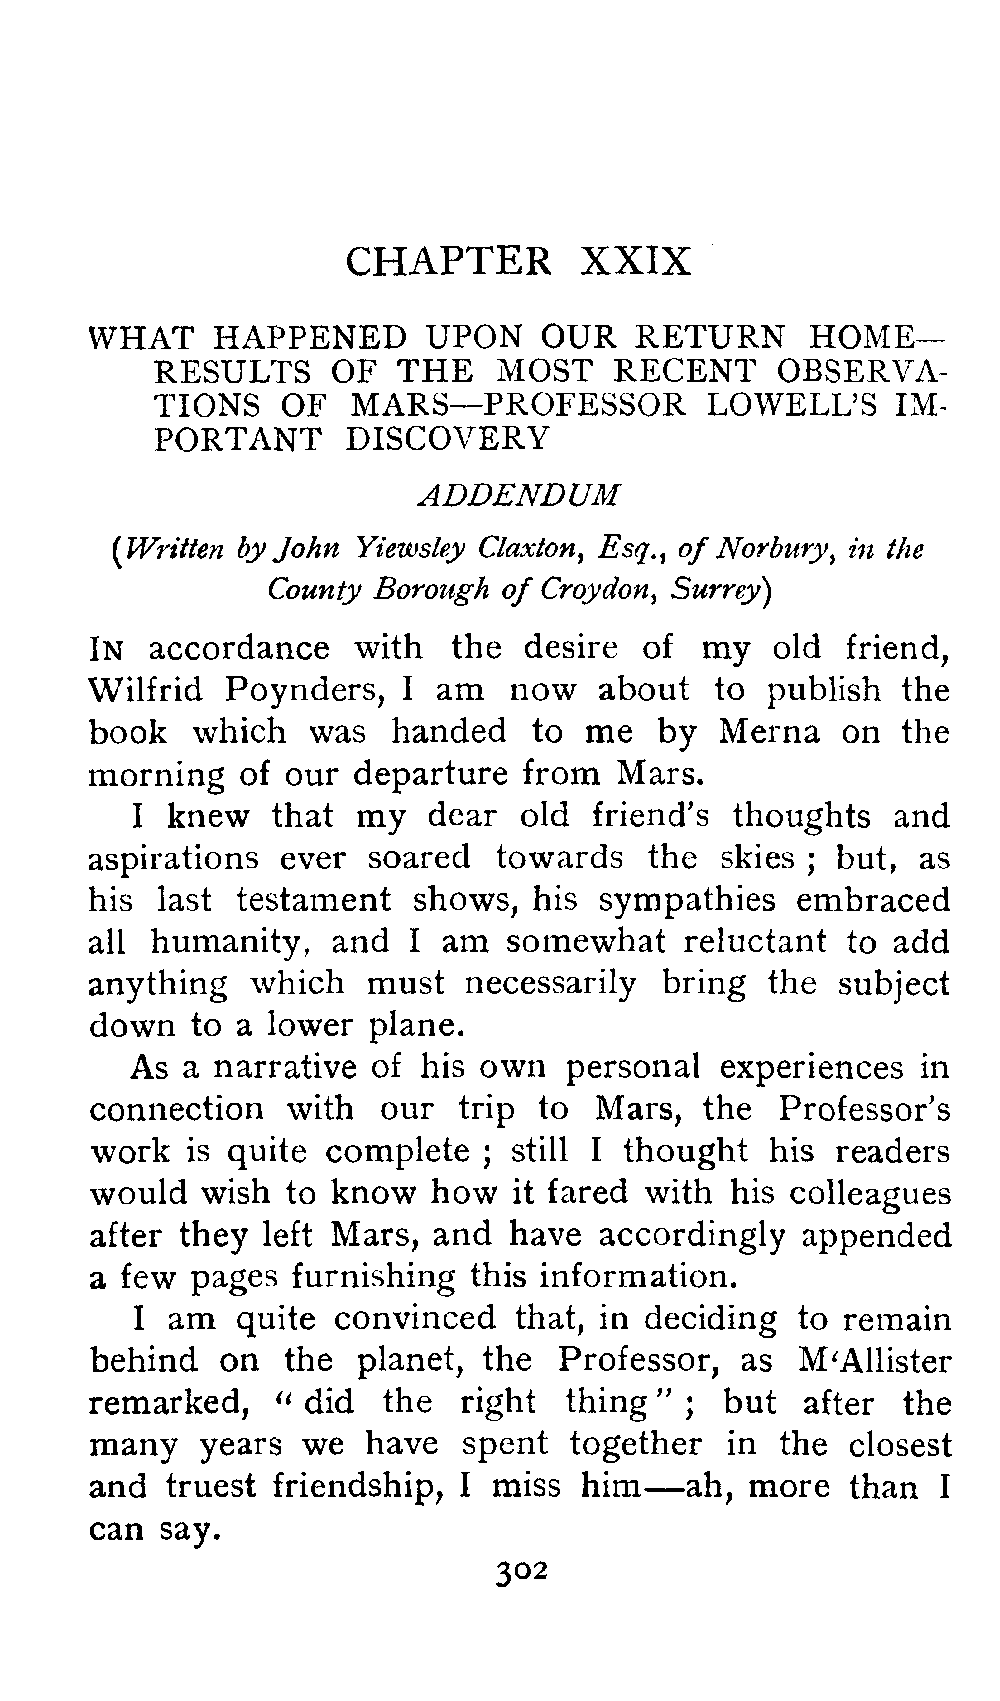 CHAPTER XXIX
WHAT HAPPENED UPON OUR RETURN HOME—
RESULTS OF THE MOST RECENT OBSERVA-
TIONS OF MARS—PROFESSOR LOWELL'S IM-
PORTANT DISCOVERY
ADDENDUM
(Written by John Yiewsley Claxton, Esq., of Norbury, in the
County Borough of Croydon, Surrey)
IN accordance with the desire of my old friend,
Wilfrid Poynders, I am now about to publish the
book which was handed to me by Merna on the
morning of our departure from Mars.
I knew that my dear old friend's thoughts and
aspirations ever soared towards the skies ; but, as
his last testament shows, his sympathies embraced
all humanity, and I am somewhat reluctant to add
anything which must necessarily bring the subject
down to a lower plane.
As a narrative of his own personal experiences in
connection with our trip to Mars, the Professor's
work is quite complete ; still I thought his readers
would wish to know how it fared with his colleagues
after they left Mars, and have accordingly appended
a few pages furnishing this information.
I am quite convinced that, in deciding to remain
behind on the planet, the Professor, as M‘Allister
remarked, “ did the right thing ” ; but after the
many years we have spent together in the closest
and truest friendship, I miss him—ah, more than I
can say.
302